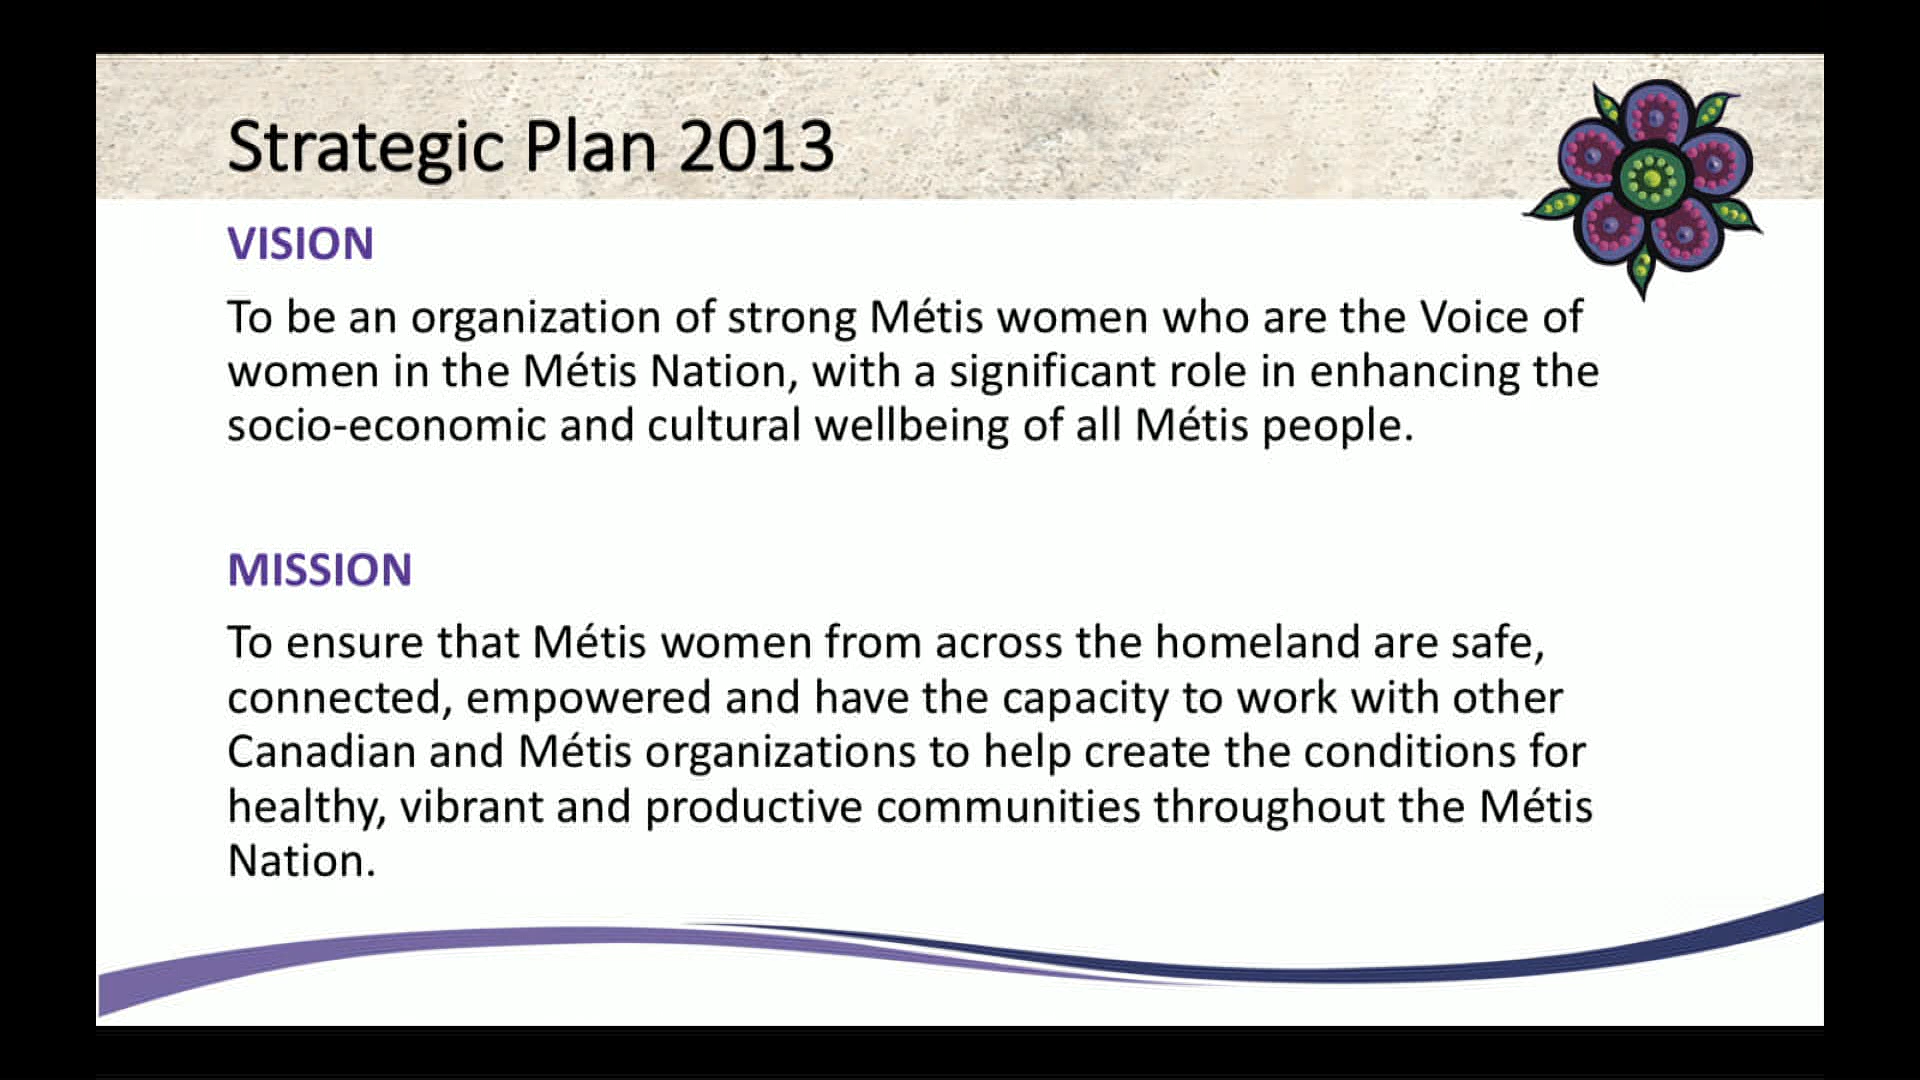 Strategic Plan 2013
VISION
To be an organization of strong Métis women who are the Voice of
women in the Métis Nation, with a significant role in enhancing the
socio-economic and cultural wellbeing of all Métis people.
MISSION
To ensure that Métis women from across the homeland are safe,
connected, empowered and have the capacity to work with other
Canadian and Métis organizations to help create the conditions for
healthy, vibrant and productive communities throughout the Métis
Nation.